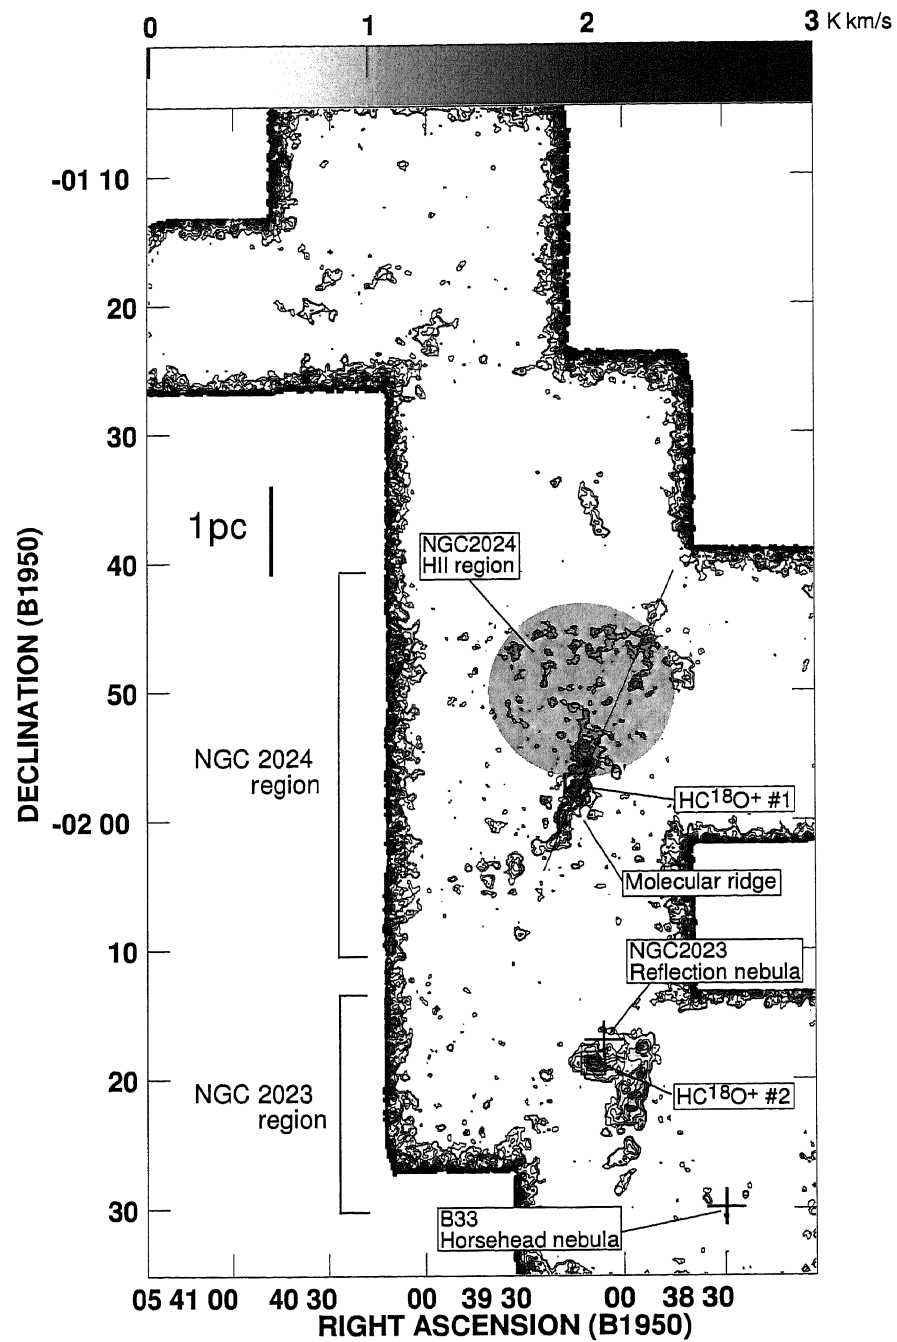 0 1 2 3 K km/s
-01 10
20
30
1pc
NGC2024
HII region
40
50
NGC 2024
region
HC18O+ #1
-02 00
Molecular ridge
10
NGC2023
Reflection nebula
20
NGC 2023
region
HC18O+ #2
30
B33
Horsehead nebula
DECLINATION (B1950)
05 41 00 40 30 00 39 30 00 38 30
RIGHT ASCENSION (B1950)